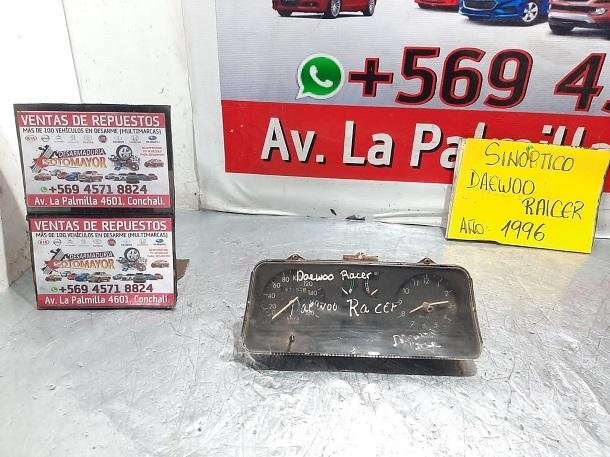 +569 4
Av. La Palmilla
VENTAS DE REPUESTOS
MÁS DE 100 VEHÍCULOS EN DESARME (MULTIMARCAS)
DESARMADURIA
SOTOMAYOR
+569 4571 8824
Av. La Palmilla 4601, Conchalí.
VENTAS DE REPUESTOS
MÁS DE 100 VEHÍCULOS EN DESARME (MULTIMARCAS)
DESARMADURIA
SOTOMAYOR
+569 4571 8824
Av. La Palmilla 4601, Conchalí.
SINOPTICO
DAEWOO
RAICER
AÑO 1996
Daewoo Racer
Daewoo Racer